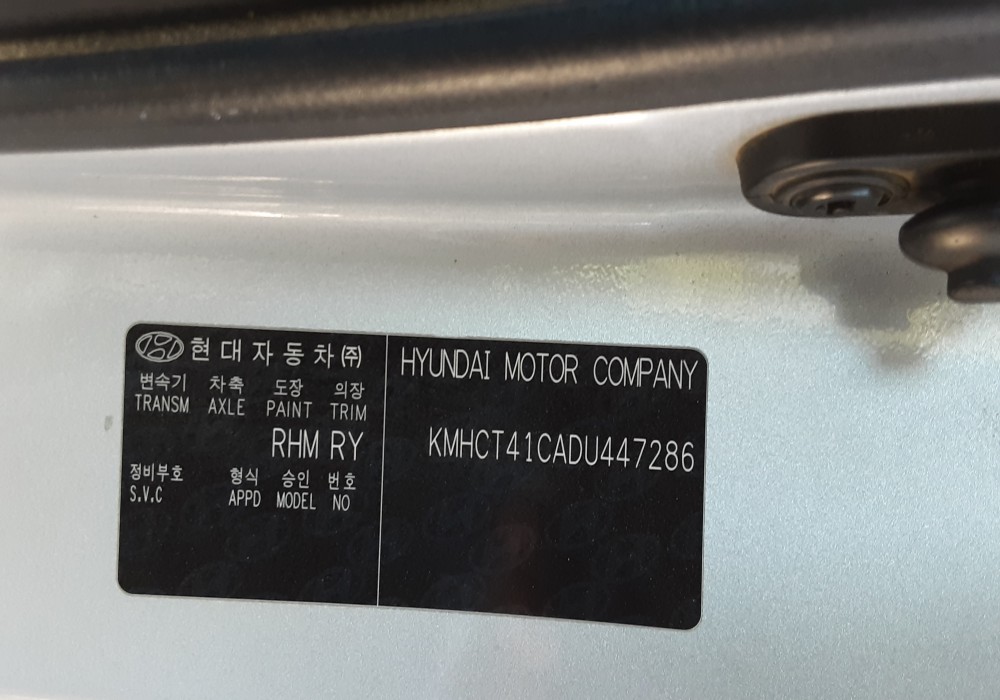 현대자동차㈜
변속기 차축 도장 의장
TRANSM AXLE PAINT TRIM
RHM RY
정비부호 형식 승인 번호
S.V.C APPD MODEL NO
HYUNDAI MOTOR COMPANY
KMHCT41CADU447286